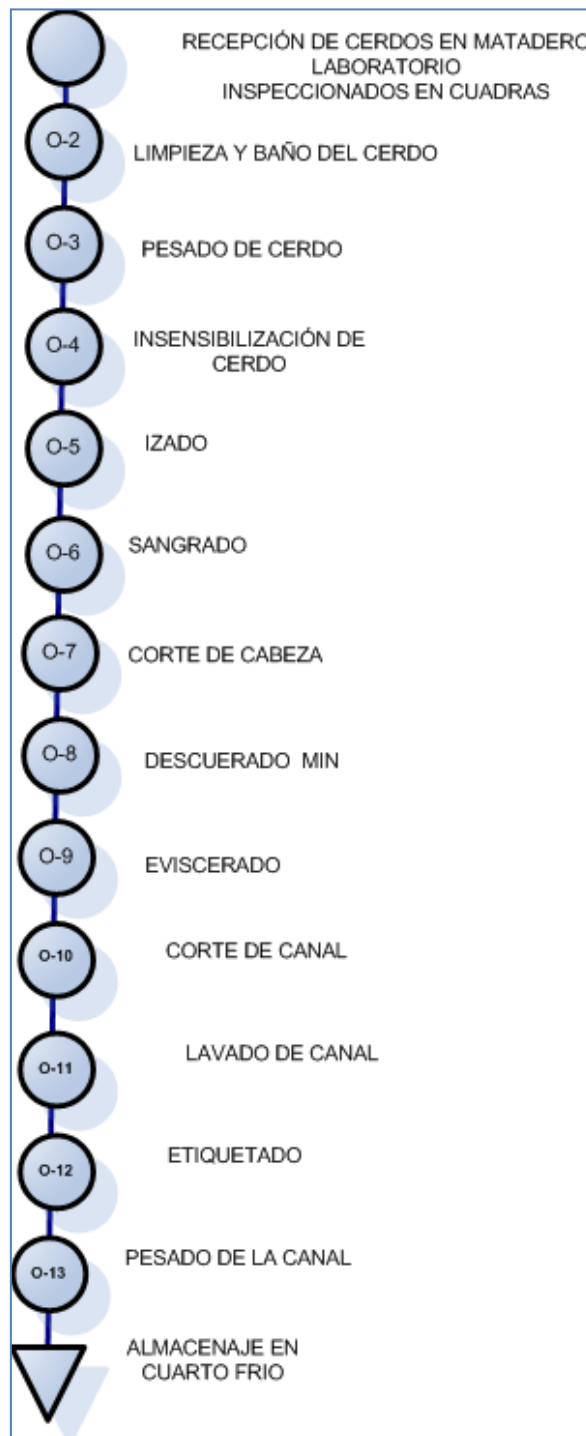 RECEPCIÓN DE CERDOS EN MATADERO
LABORATORIO
INSPECCIONADOS EN CUADRAS
O-2
LIMPIEZA Y BAÑO DEL CERDO
O-3
PESADO DE CERDO
O-4
INSENSIBILIZACIÓN DE
CERDO
O-5
IZADO
O-6
SANGRADO
O-7
CORTE DE CABEZA
O-8
DESCUERADO MIN
O-9
EVISCERADO
O-10
CORTE DE CANAL
O-11
LAVADO DE CANAL
O-12
ETIQUETADO
O-13
PESADO DE LA CANAL
ALMACENAJE EN
CUARTO FRIO